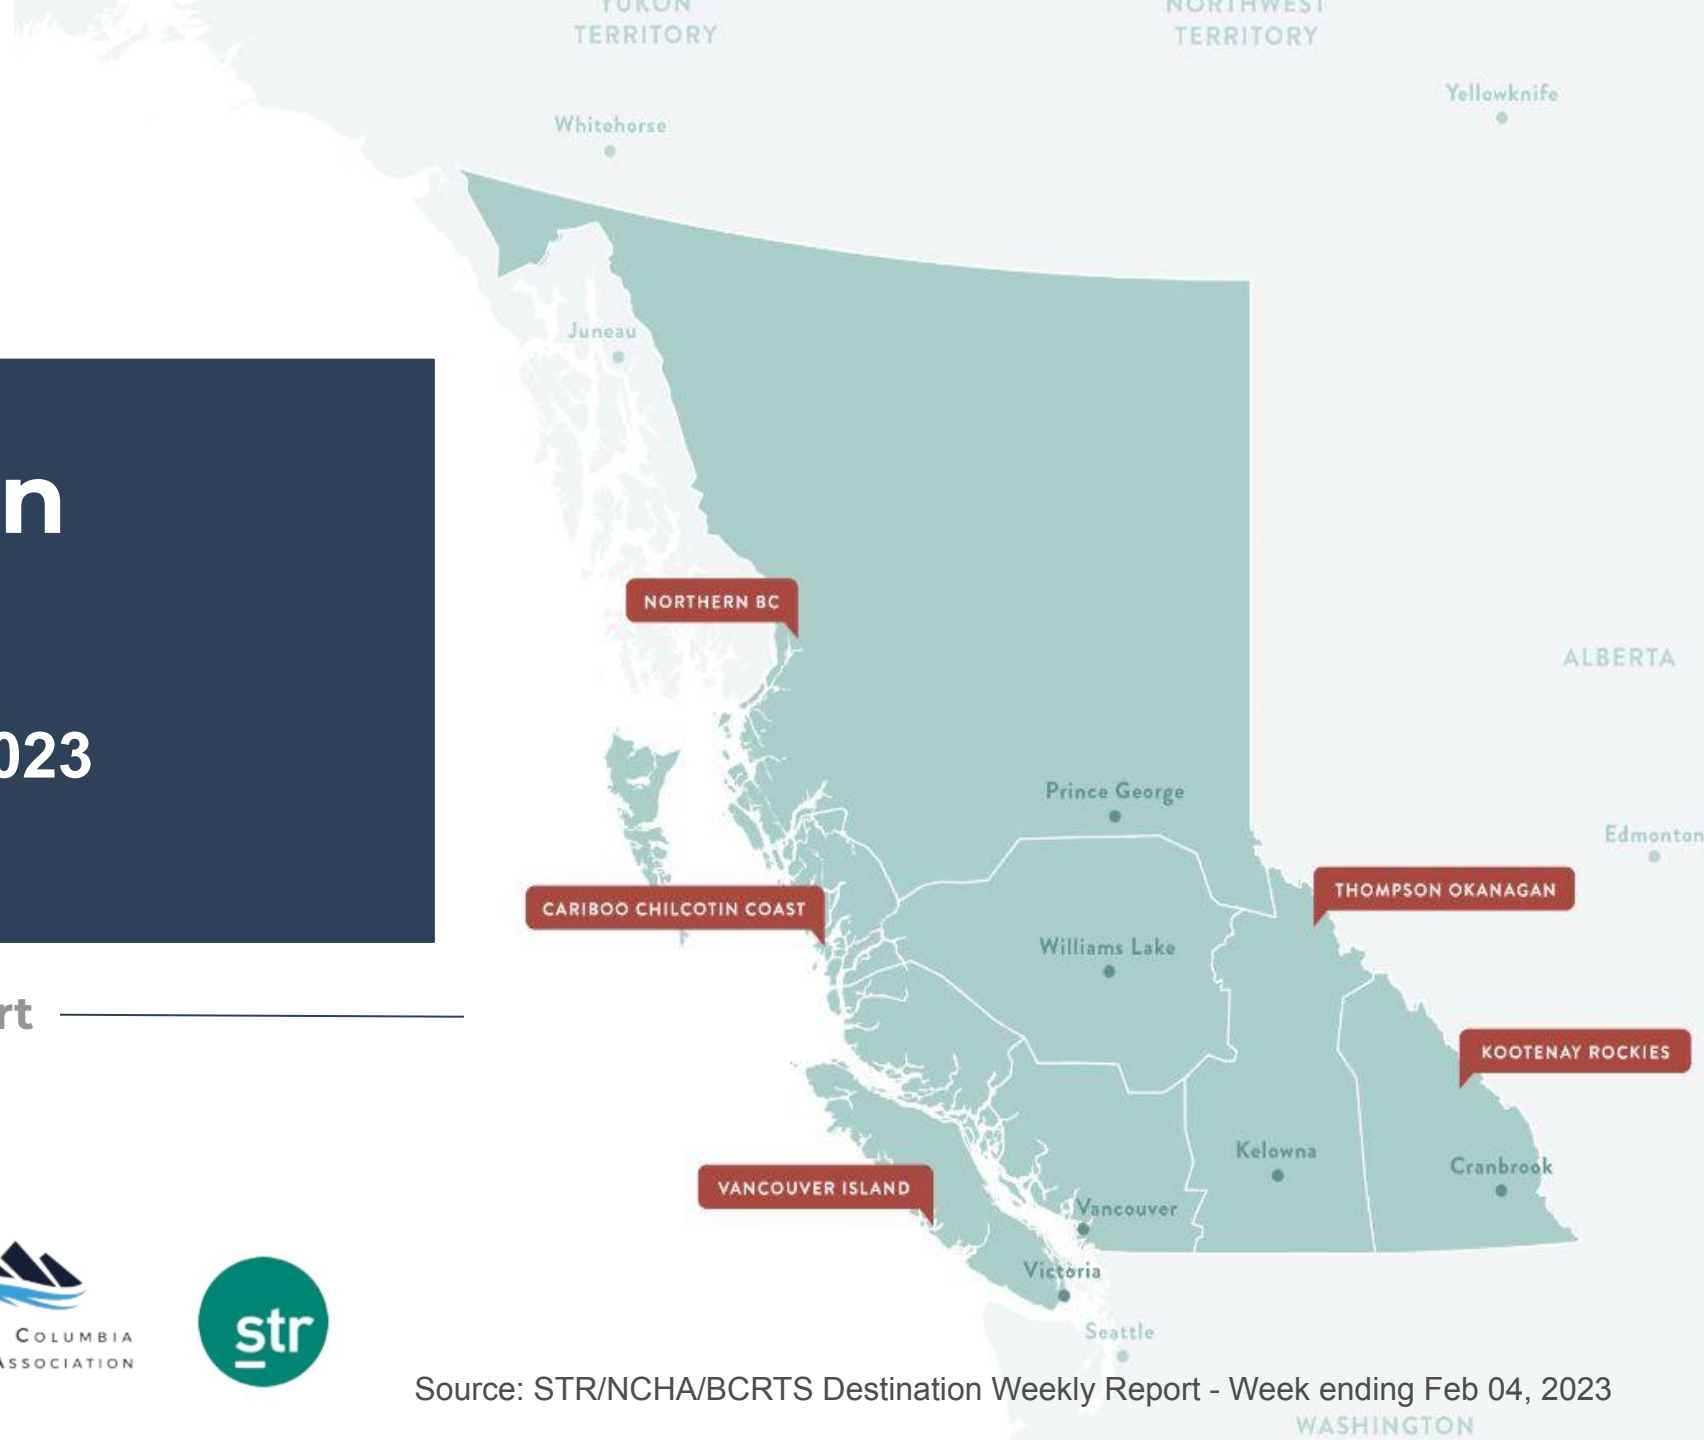 YUKON
TERRITORY
NORTHWEST
TERRITORY
Yellowknife
Whitehorse
Juneau
n
023
NORTHERN BC
ALBERTA
Prince George
Edmonton
THOMPSON OKANAGAN
CARIBOO CHILCOTIN COAST
Williams Lake
rt
KOOTENAY ROCKIES
Kelowna
Cranbrook
VANCOUVER ISLAND
Vancouver
Victoria
COLUMBIA
ASSOCIATION
str
Seattle
Source: STR/NCHA/BCRTS Destination Weekly Report - Week ending Feb 04, 2023
WASHINGTON